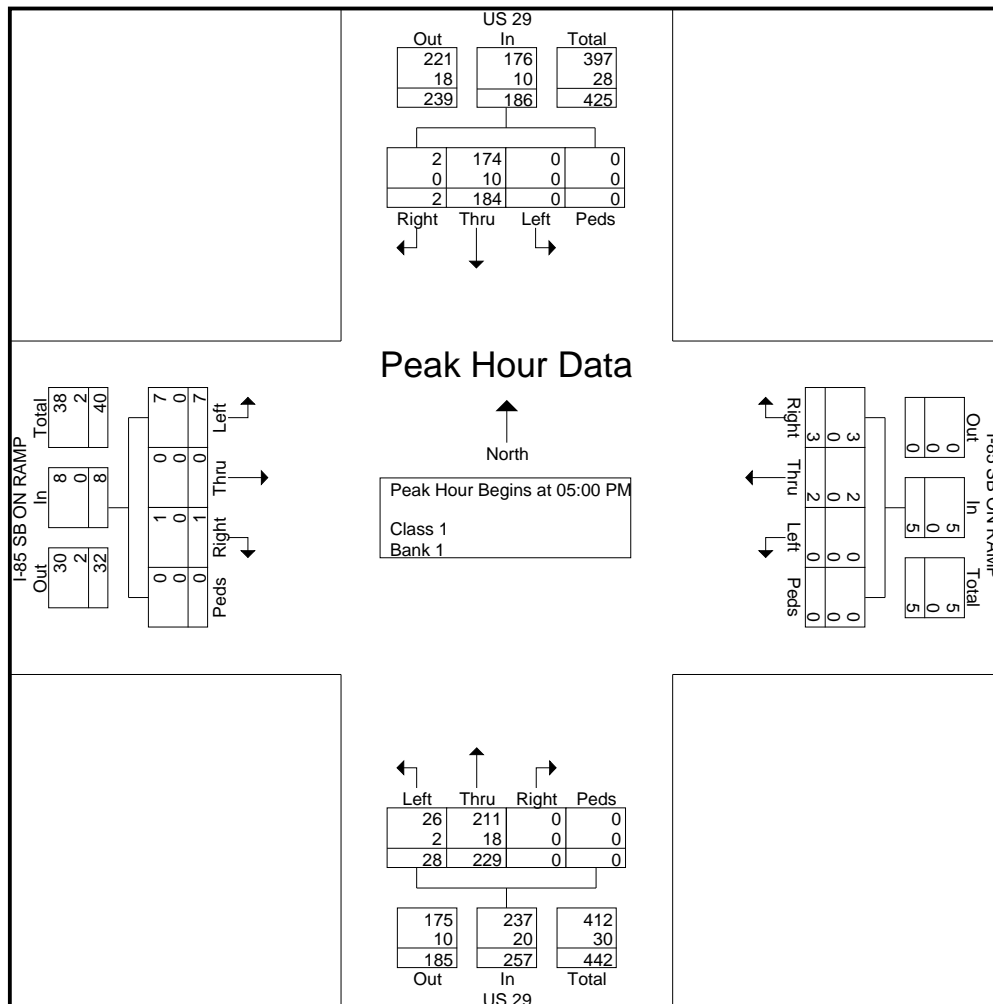 US 29
Out In Total
221 176 397
18 10 28
239 186 425
2 174 0 0
0 10 0 0
2 184 0 0
Right Thru Left Peds
Peak Hour Data
North
Peak Hour Begins at 05:00 PM
Class 1
Bank 1
I-85 SB ON RAMP
Out In Total
30 8 38
2 0 2
32 8 40
Peds Right Thru Left
0 1 0 7
0 0 0 0
0 1 0 7
I-85 SB ON RAMP
Out In Total
0 5 5
0 0 0
0 5 5
Right Thru Left Peds
3 2 0 0
0 0 0 0
3 2 0 0
Left Thru Right Peds
26 211 0 0
2 18 0 0
28 229 0 0
175 237 412
10 20 30
185 257 442
Out In Total
US 29